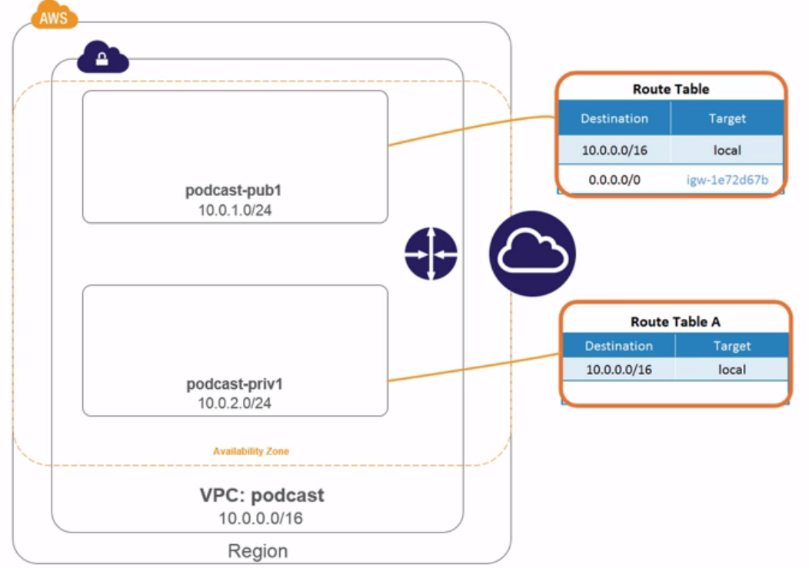 AWS
podcast-pub1
10.0.1.0/24
podcast-priv1
10.0.2.0/24
Availability Zone
VPC: podcast
10.0.0.0/16
Region
Route Table
Destination Target
10.0.0.0/16 local
0.0.0.0/0 igw-1e72d67b
Route Table A
Destination Target
10.0.0.0/16 local